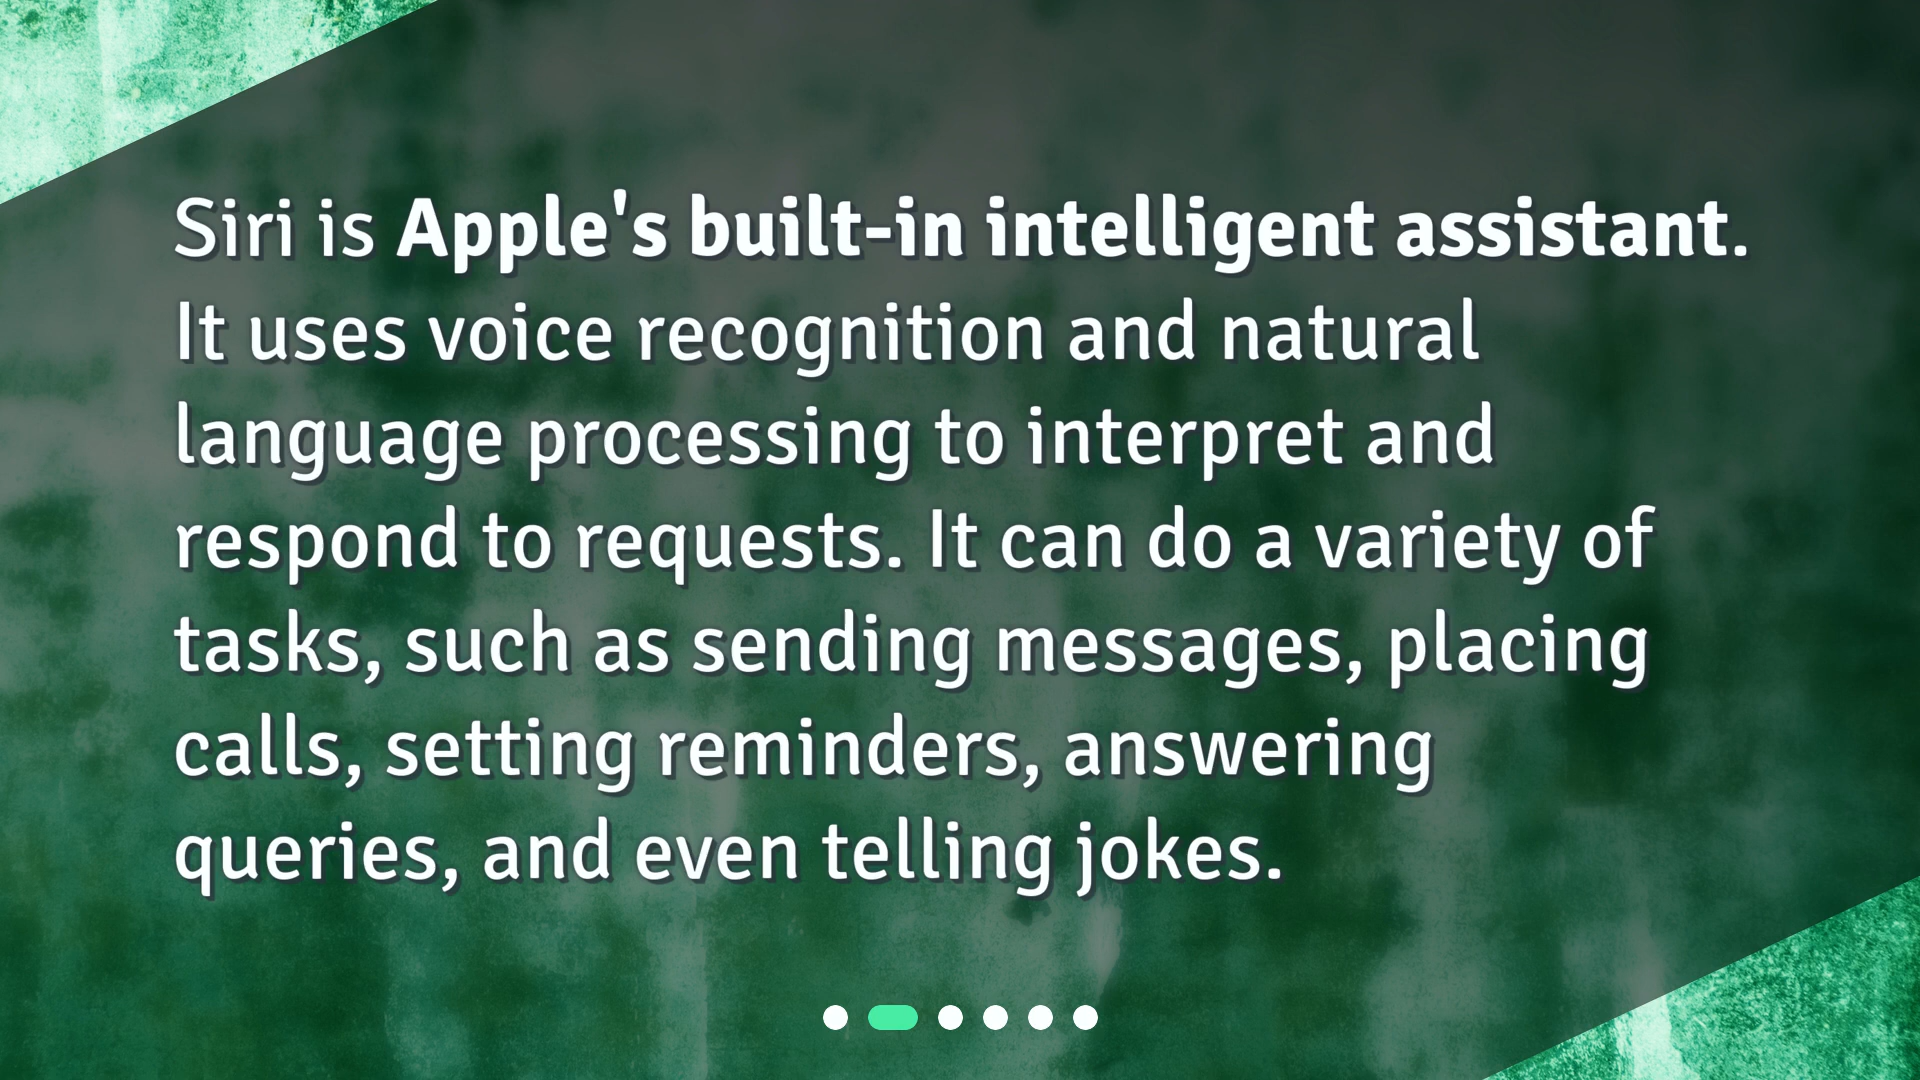 Siri is Apple's built-in intelligent assistant.
It uses voice recognition and natural
language processing to interpret and
respond to requests. It can do a variety of
tasks, such as sending messages, placing
calls, setting reminders, answering
queries, and even telling jokes.